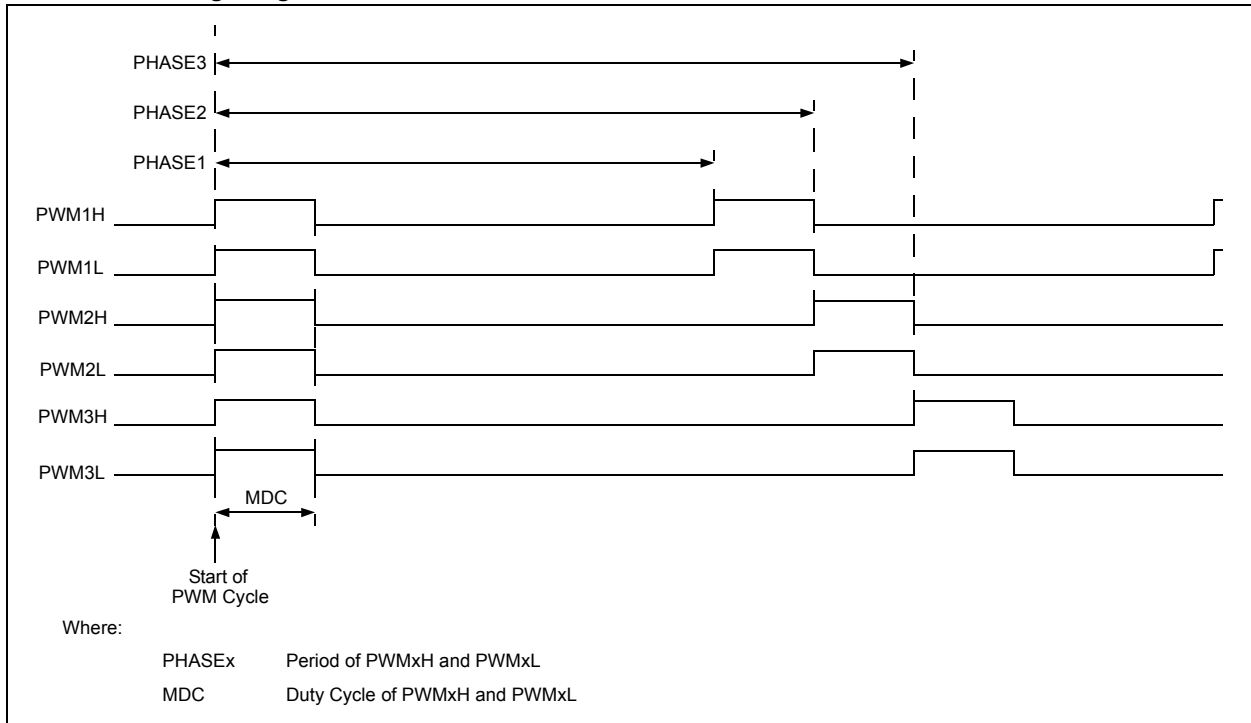 PHASE3
PHASE2
PHASE1
PWM1H
PWM1L
PWM2H
PWM2L
PWM3H
PWM3L
MDC
Start of
PWM Cycle
Where:
PHASEx Period of PWMxH and PWMxL
MDC Duty Cycle of PWMxH and PWMxL